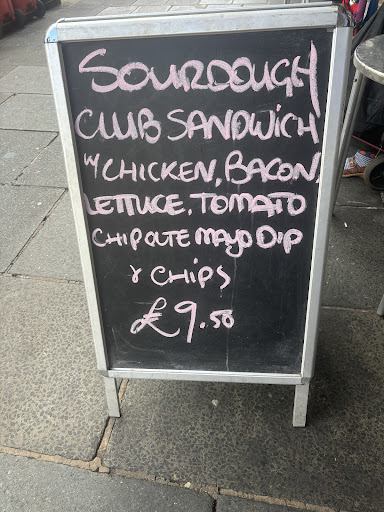 SOURDOUGH
CLUB SANDWICH
W/ CHICKEN, BACON,
LETTUCE, TOMATO
CHIPOLTE MAYO DIP
& CHIPS
£9.50